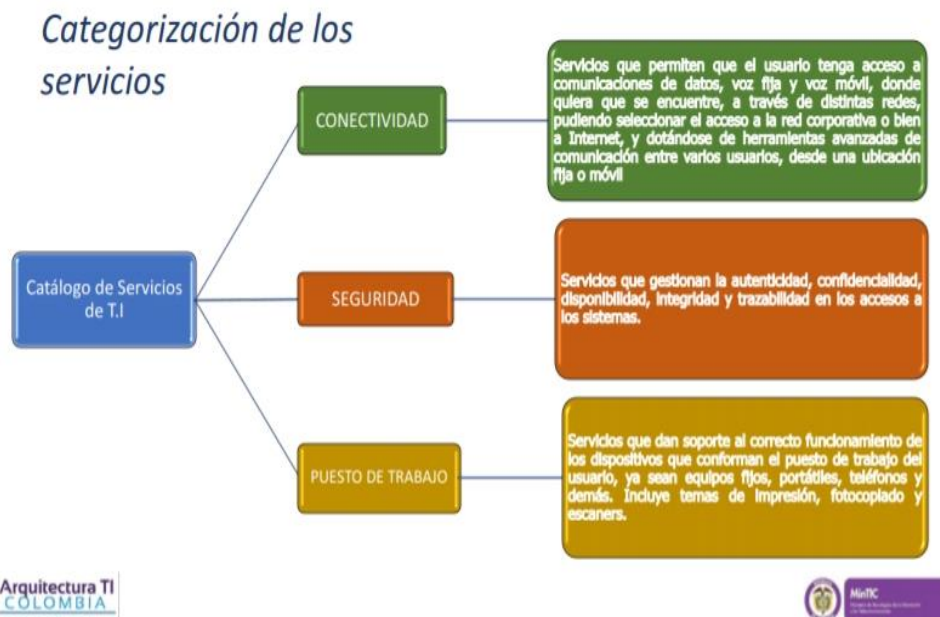 Categorización de los
servicios
CONECTIVIDAD
Servicios que permiten que el usuario tenga acceso a
comunicaciones de datos, voz fija y voz móvil, donde
quiera que se encuentre, a través de distintas redes,
pudiendo seleccionar el acceso a la red corporativa o bien
a Internet, y dotándose de herramientas avanzadas de
comunicación entre varios usuarios, desde una ubicación
fija o móvil
Catálogo de Servicios
de T.I
SEGURIDAD
Servicios que gestionan la autenticidad, confidencialidad,
disponibilidad, integridad y trazabilidad en los accesos a
los sistemas.
PUESTO DE TRABAJO
Servicios que dan soporte al correcto funcionamiento de
los dispositivos que conforman el puesto de trabajo del
usuario, ya sean equipos fijos, portátiles, teléfonos y
demás. Incluye temas de impresión, fotocopiado y
escaners.
Arquitectura TI
COLOMBIA
MinTIC